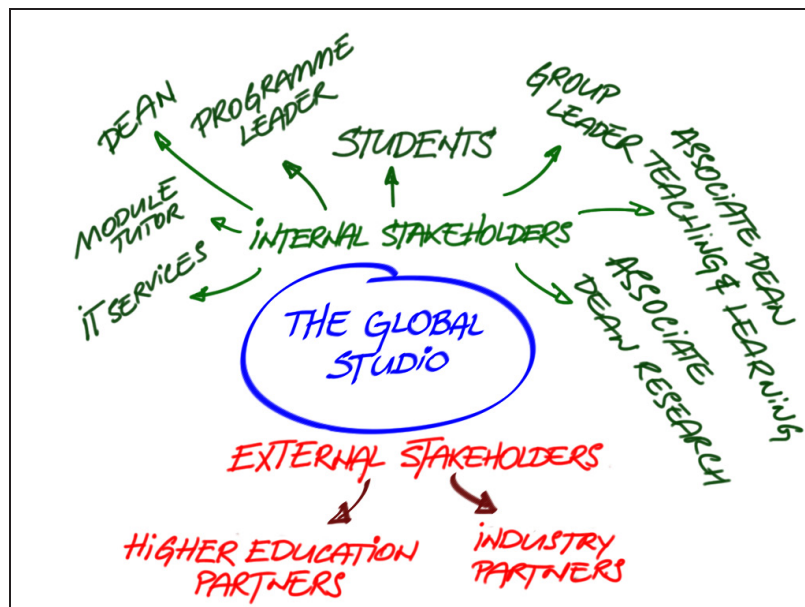 DEAN
PROGRAMME
LEADER
STUDENTS
GROUP
LEADER
ASSOCIATE DEAN
TEACHING & LEARNING
MODULE
TUTOR
INTERNAL STAKEHOLDERS
IT SERVICES
ASSOCIATE
DEAN RESEARCH
THE GLOBAL
STUDIO
EXTERNAL STAKEHOLDERS
HIGHER EDUCATION
PARTNERS
INDUSTRY
PARTNERS